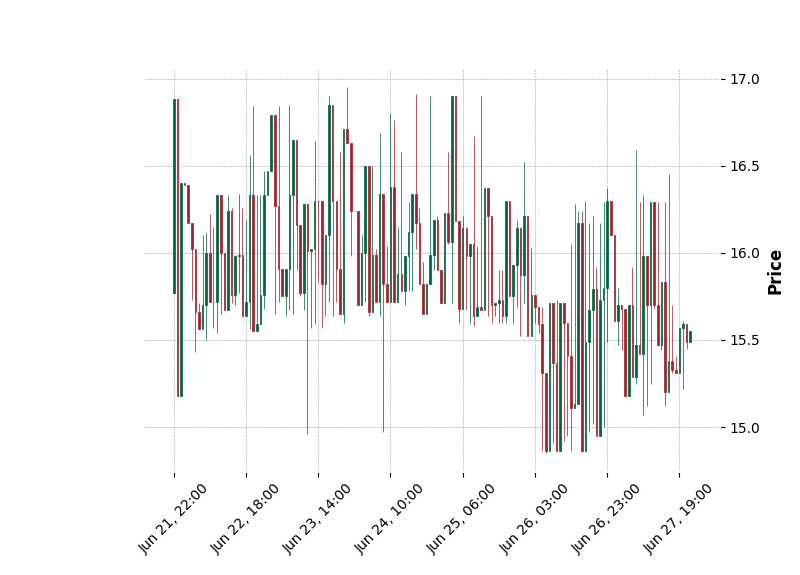 17.0
16.5
16.0
15.5
15.0
Price
Jun 21, 22:00
Jun 22, 18:00
Jun 23, 14:00
Jun 24, 10:00
Jun 25, 06:00
Jun 26, 03:00
Jun 26, 23:00
Jun 27, 19:00